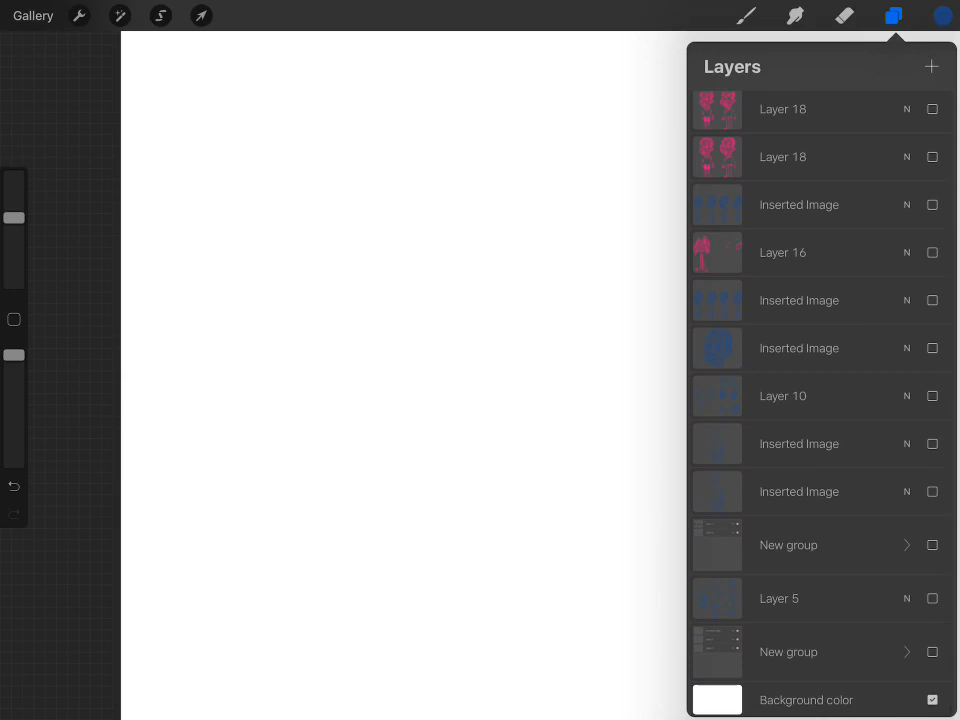 Gallery
Layers
Layer 18 N
Layer 18 N
Inserted Image N
Layer 16 N
Inserted Image N
Inserted Image N
Layer 10 N
Inserted Image N
Inserted Image N
New group
Layer 5 N
New group
Background color